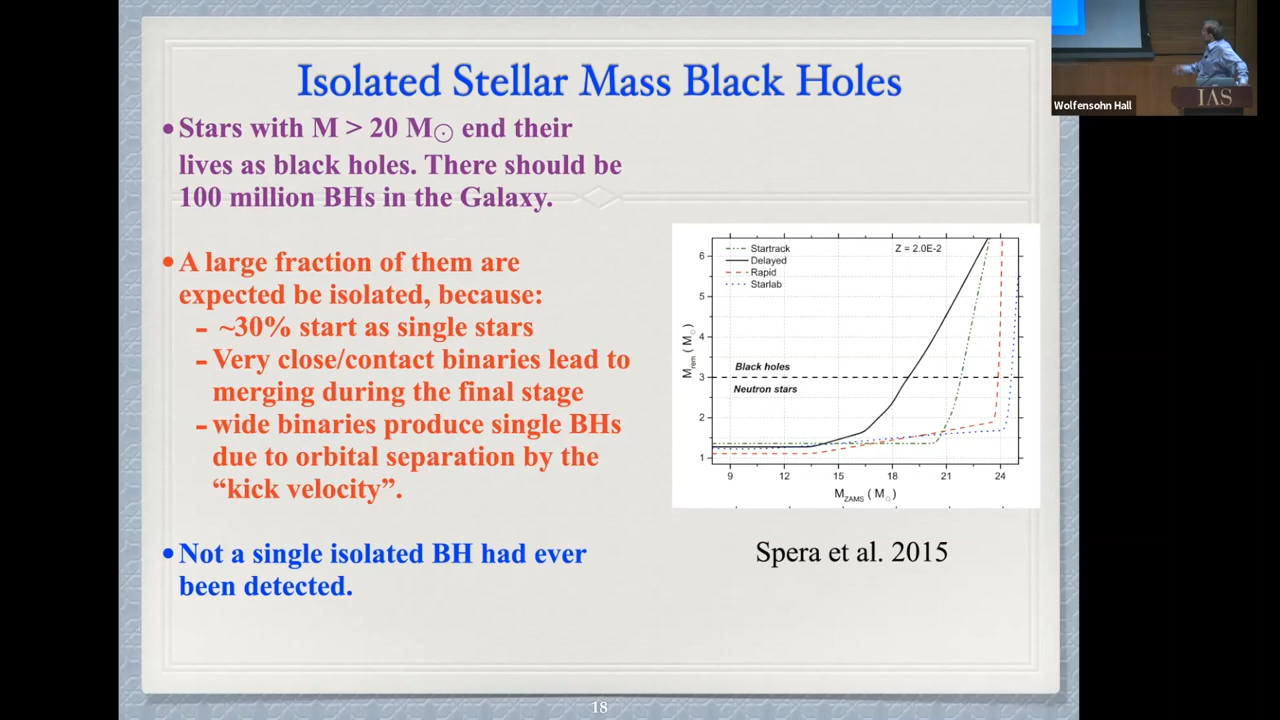 Isolated Stellar Mass Black Holes
•Stars with M > 20 M☉ end their
lives as black holes. There should be
100 million BHs in the Galaxy.
•A large fraction of them are
expected be isolated, because:
- ~30% start as single stars
-Very close/contact binaries lead to
merging during the final stage
-wide binaries produce single BHs
due to orbital separation by the
“kick velocity”.
•Not a single isolated BH had ever
been detected.
Startrack
Delayed
Rapid
Starlab
Z = 2.0E-2
Black holes
Neutron stars
6
5
4
3
2
1
M_rem ( M☉ )
9 12 15 18 21 24
M_ZAMS ( M☉ )
Spera et al. 2015
18
Wolfensohn Hall
IAS